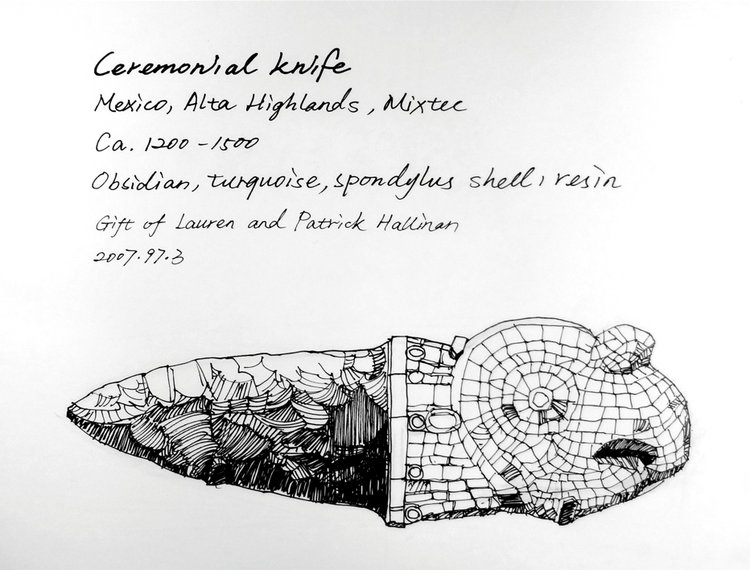 Ceremonial knife
Mexico, Alta Highlands, Mixtec
Ca. 1200-1500
Obsidian, turquoise, spondylus shell, resin
Gift of Lauren and Patrick Hallinan
2007.97.3